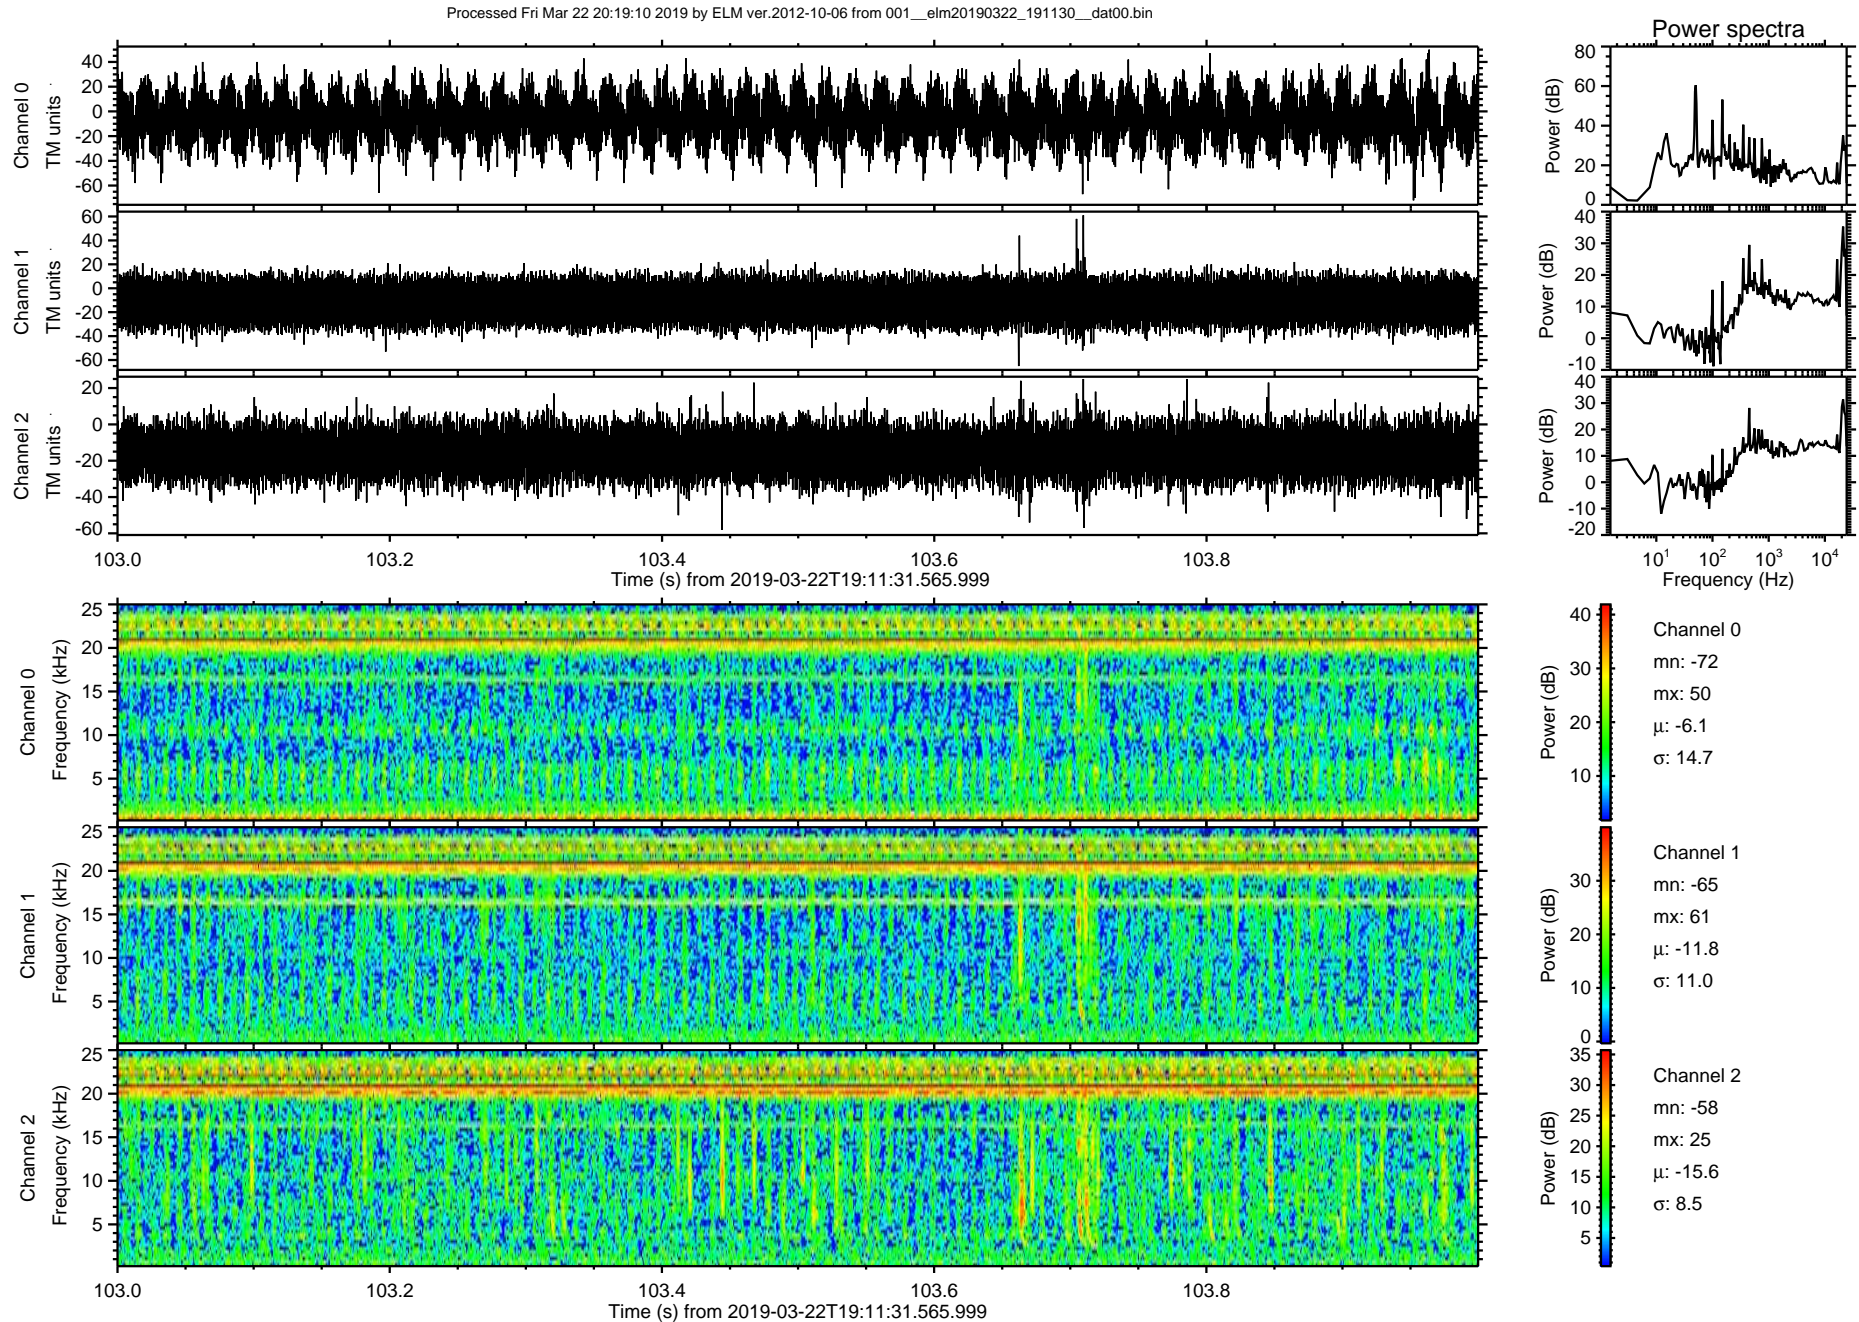 Processed Fri Mar 22 20:19:10 2019 by ELM ver.2012-10-06 from 001__elm20190322_191130__dat00.bin
Power spectra
Channel 0
TM units
40
20
0
-20
-40
-60
Power (dB)
80
60
40
20
0
Channel 1
TM units
60
40
20
0
-20
-40
-60
Power (dB)
40
30
20
10
0
-10
Channel 2
TM units
20
0
-20
-40
-60
Power (dB)
40
30
20
10
0
-10
-20
103.0 103.2 103.4 103.6 103.8
Time (s) from 2019-03-22T19:11:31.565.999
10^1 10^2 10^3 10^4
Frequency (Hz)
Channel 0
Frequency (kHz)
25
20
15
10
5
Power (dB)
40
30
20
10
Channel 0
mn: -72
mx: 50
μ: -6.1
σ: 14.7
Channel 1
Frequency (kHz)
25
20
15
10
5
Power (dB)
30
20
10
0
Channel 1
mn: -65
mx: 61
μ: -11.8
σ: 11.0
Channel 2
Frequency (kHz)
25
20
15
10
5
Power (dB)
35
30
25
20
15
10
5
Channel 2
mn: -58
mx: 25
μ: -15.6
σ: 8.5
103.0 103.2 103.4 103.6 103.8
Time (s) from 2019-03-22T19:11:31.565.999